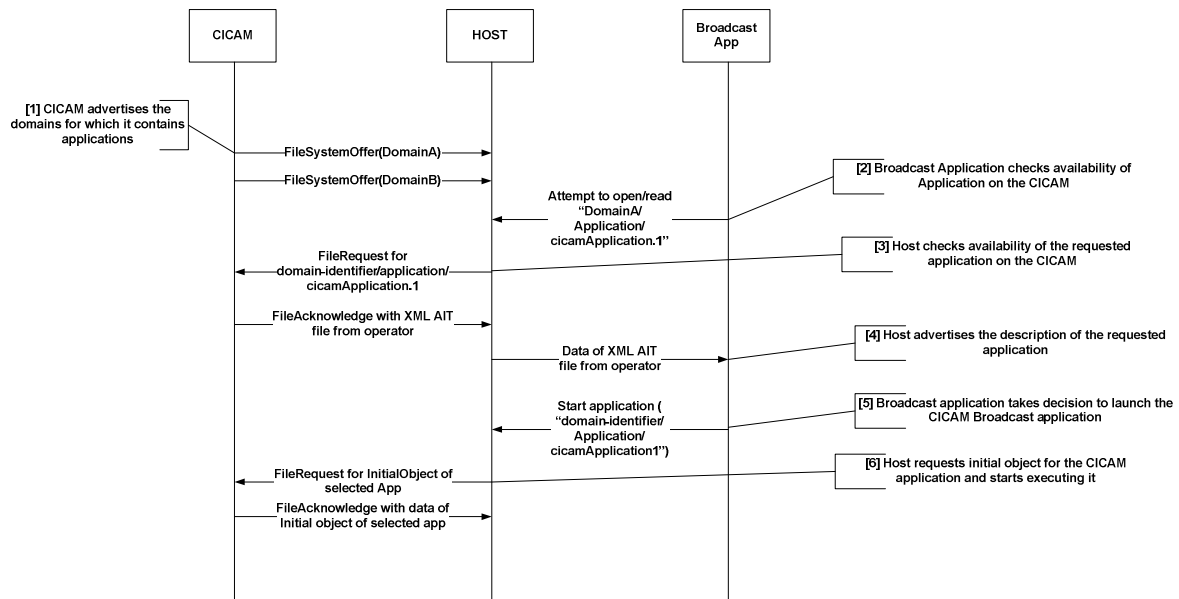 CICAM
HOST
Broadcast
App
[1] CICAM advertises the
domains for which it contains
applications
FileSystemOffer(DomainA)
FileSystemOffer(DomainB)
[2] Broadcast Application checks availability of
Application on the CICAM
Attempt to open/read
“DomainA/
Application/
cicamApplication.1”
[3] Host checks availability of the requested
application on the CICAM
FileRequest for
domain-identifier/application/
cicamApplication.1
FileAcknowledge with XML AIT
file from operator
[4] Host advertises the description of the requested
application
Data of XML AIT
file from operator
[5] Broadcast application takes decision to launch the
CICAM Broadcast application
Start application (
“domain-identifier/
Application/
cicamApplication1”)
[6] Host requests initial object for the CICAM
application and starts executing it
FileRequest for InitialObject of
selected App
FileAcknowledge with data of
Initial object of selected app